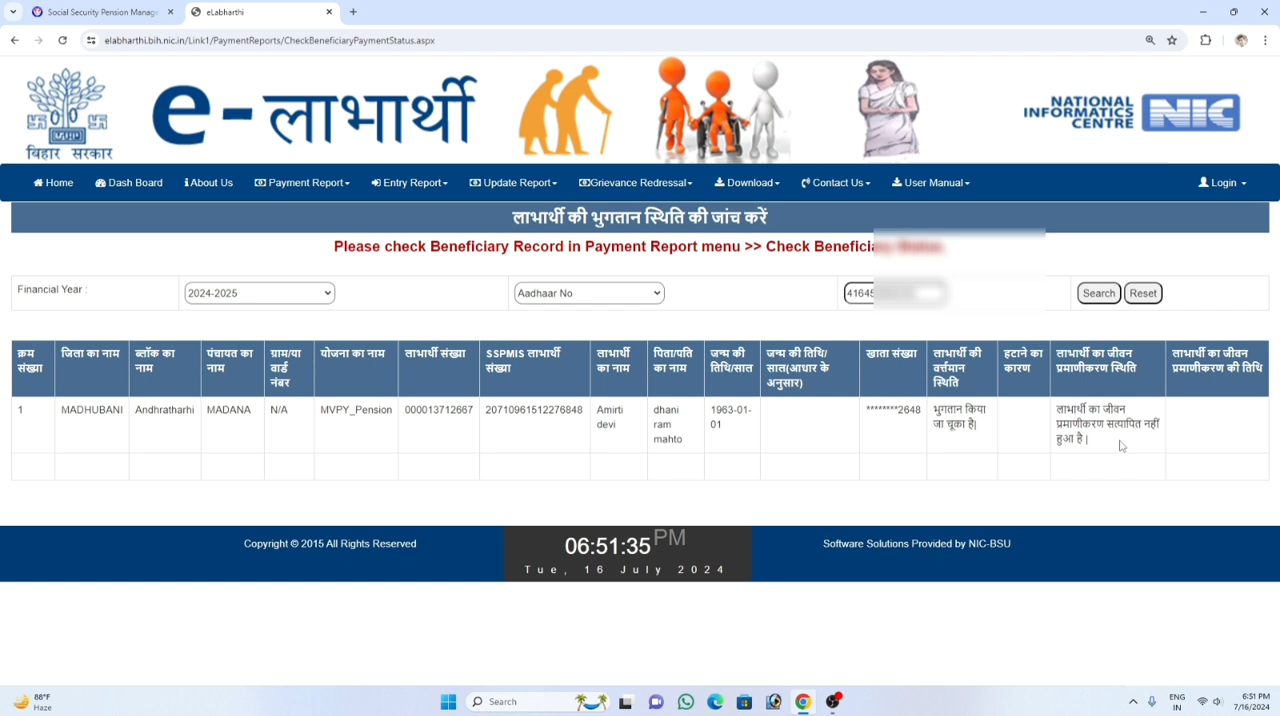 Social Security Pension Manage
eLabharthi
elabharthi.bih.nic.in/Link1/PaymentReports/CheckBeneficiaryPaymentStatus.aspx
बिहार सरकार
e-लाभार्थी
NATIONAL
INFORMATICS
CENTRE
NIC
Home Dash Board About Us Payment Report Entry Report Update Report Grievance Redressal Download Contact Us User Manual Login
लाभार्थी की भुगतान स्थिति की जांच करें
Please check Beneficiary Record in Payment Report menu >> Check Beneficiary
Financial Year : 2024-2025 Aadhaar No 41645 Search Reset
क्रम संख्या
जिला का नाम
ब्लॉक का नाम
पंचायत का नाम
ग्राम/या वार्ड नंबर
योजना का नाम
लाभार्थी संख्या
SSPMIS लाभार्थी संख्या
लाभार्थी का नाम
पिता/पति का नाम
जन्म की तिथि/साल
जन्म की तिथि/ साल(आधार के अनुसार)
खाता संख्या
लाभार्थी की वर्त्तमान स्थिति
हटाने का कारण
लाभार्थी का जीवन प्रमाणीकरण स्थिति
लाभार्थी का जीवन प्रमाणीकरण की तिथि
1
MADHUBANI
Andhratharhi
MADANA
N/A
MVPY_Pension
000013712667
20710961512276848
Amirti devi
dhani ram mahto
1963-01-01
********2648
भुगतान किया जा चूका है|
लाभार्थी का जीवन प्रमाणीकरण सत्यापित नहीं हुआ है |
Copyright © 2015 All Rights Reserved
06:51:35 PM
Tue, 16 July 2024
Software Solutions Provided by NIC-BSU
88°F
Haze
Search
ENG
IN
6:51 PM
7/16/2024